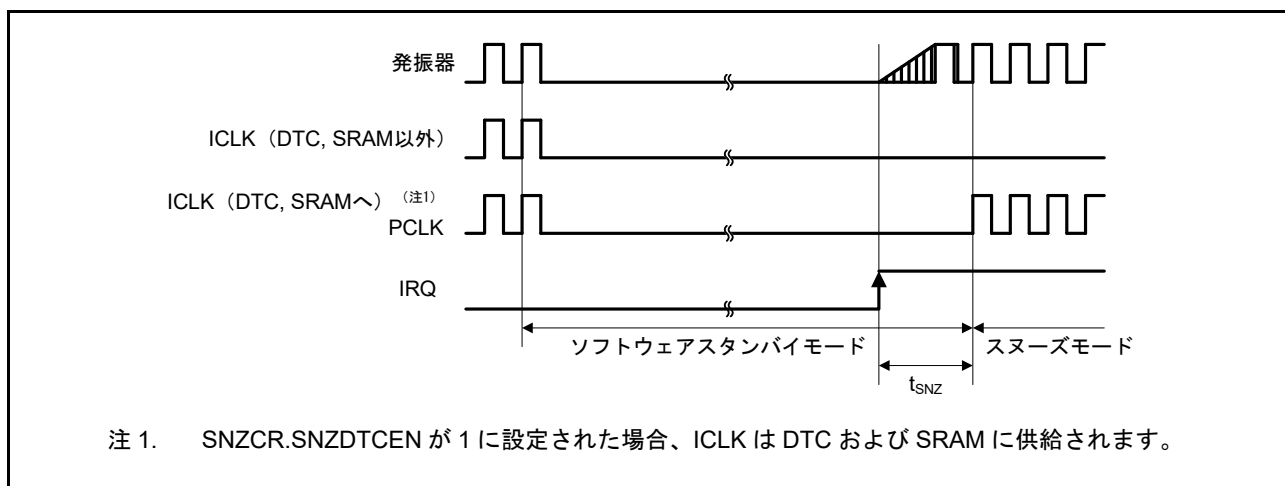 発振器
ICLK（DTC, SRAM以外）
ICLK（DTC, SRAMへ）（注1）
PCLK
IRQ
ソフトウェアスタンバイモード
スヌーズモード
tSNZ
注 1. SNZCR.SNZDTCEN が 1 に設定された場合、ICLK は DTC および SRAM に供給されます。